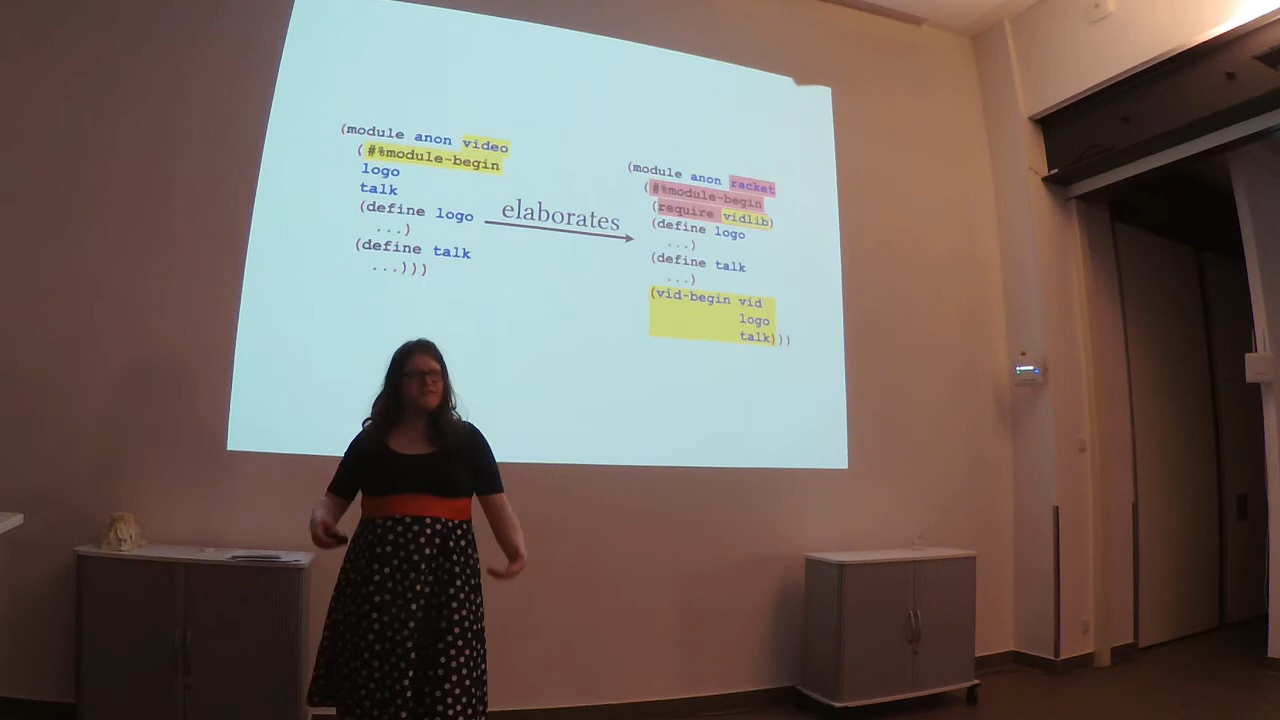 (module anon video
(#%module-begin
logo
talk
(define logo
...)
(define talk
...)))
elaborates
(module anon racket
(#%module-begin
(require vidlib)
(define logo
...)
(define talk
...)
(vid-begin vid
logo
talk)))